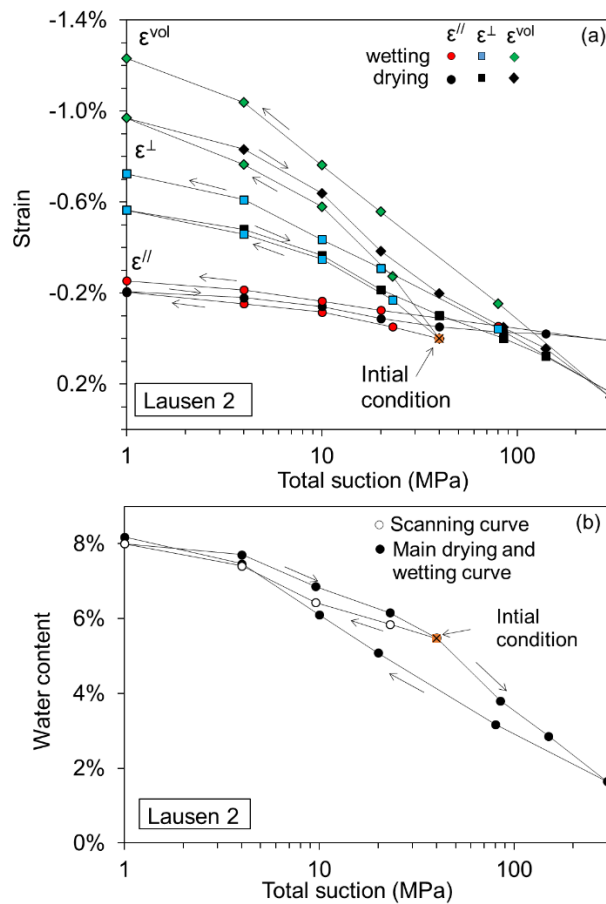 -1.4%
(a)
εvol
ε// ε⊥ εvol
wetting
drying
-1.0%
ε⊥
-0.6%
Strain
ε//
-0.2%
Intial
condition
0.2%
Lausen 2
1 10 100
Total suction (MPa)
(b)
8%
Scanning curve
Main drying and
wetting curve
6%
Intial
condition
Water content
4%
2%
Lausen 2
0%
1 10 100
Total suction (MPa)